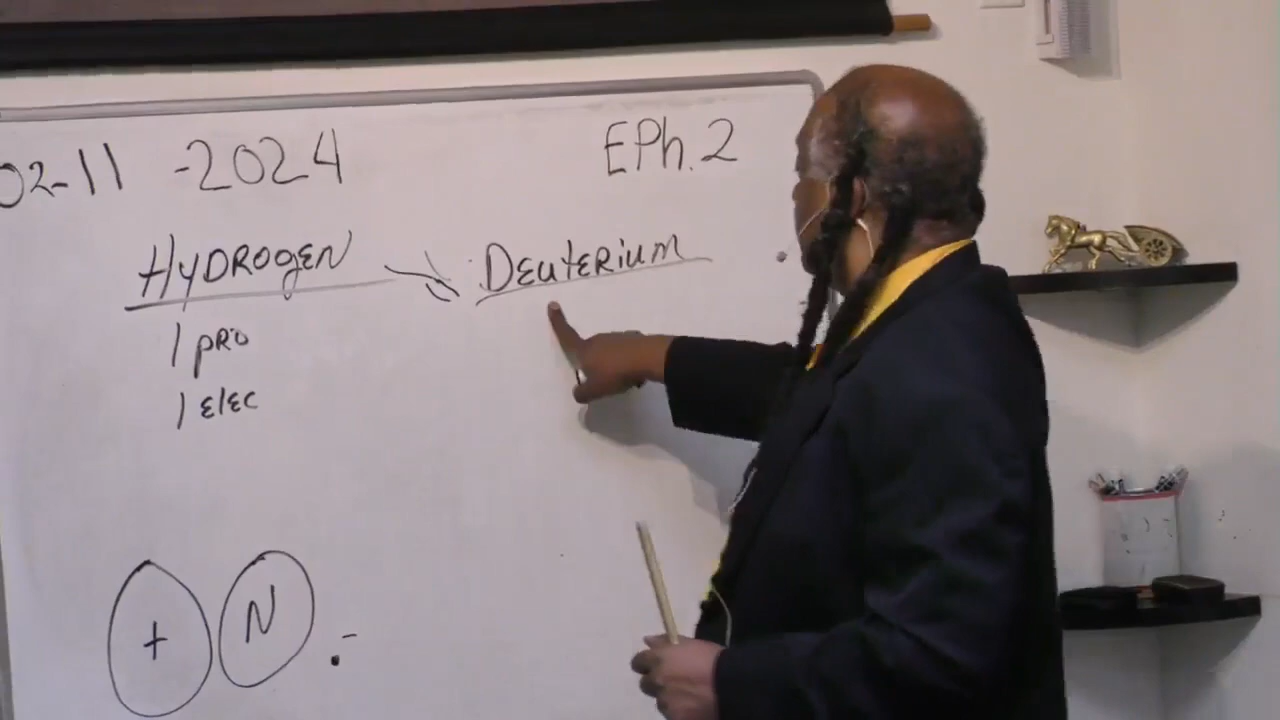 02-11 -2024
EPh.2
HyDROgEN
DEUTERIUM
1 pro
1 elec
+ N -